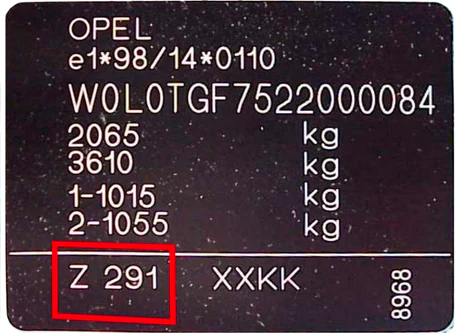 OPEL
e1*98/14*0110
W0L0TGF7522000084
2065 kg
3610 kg
1-1015 kg
2-1055 kg
Z 291 XXKK
8968